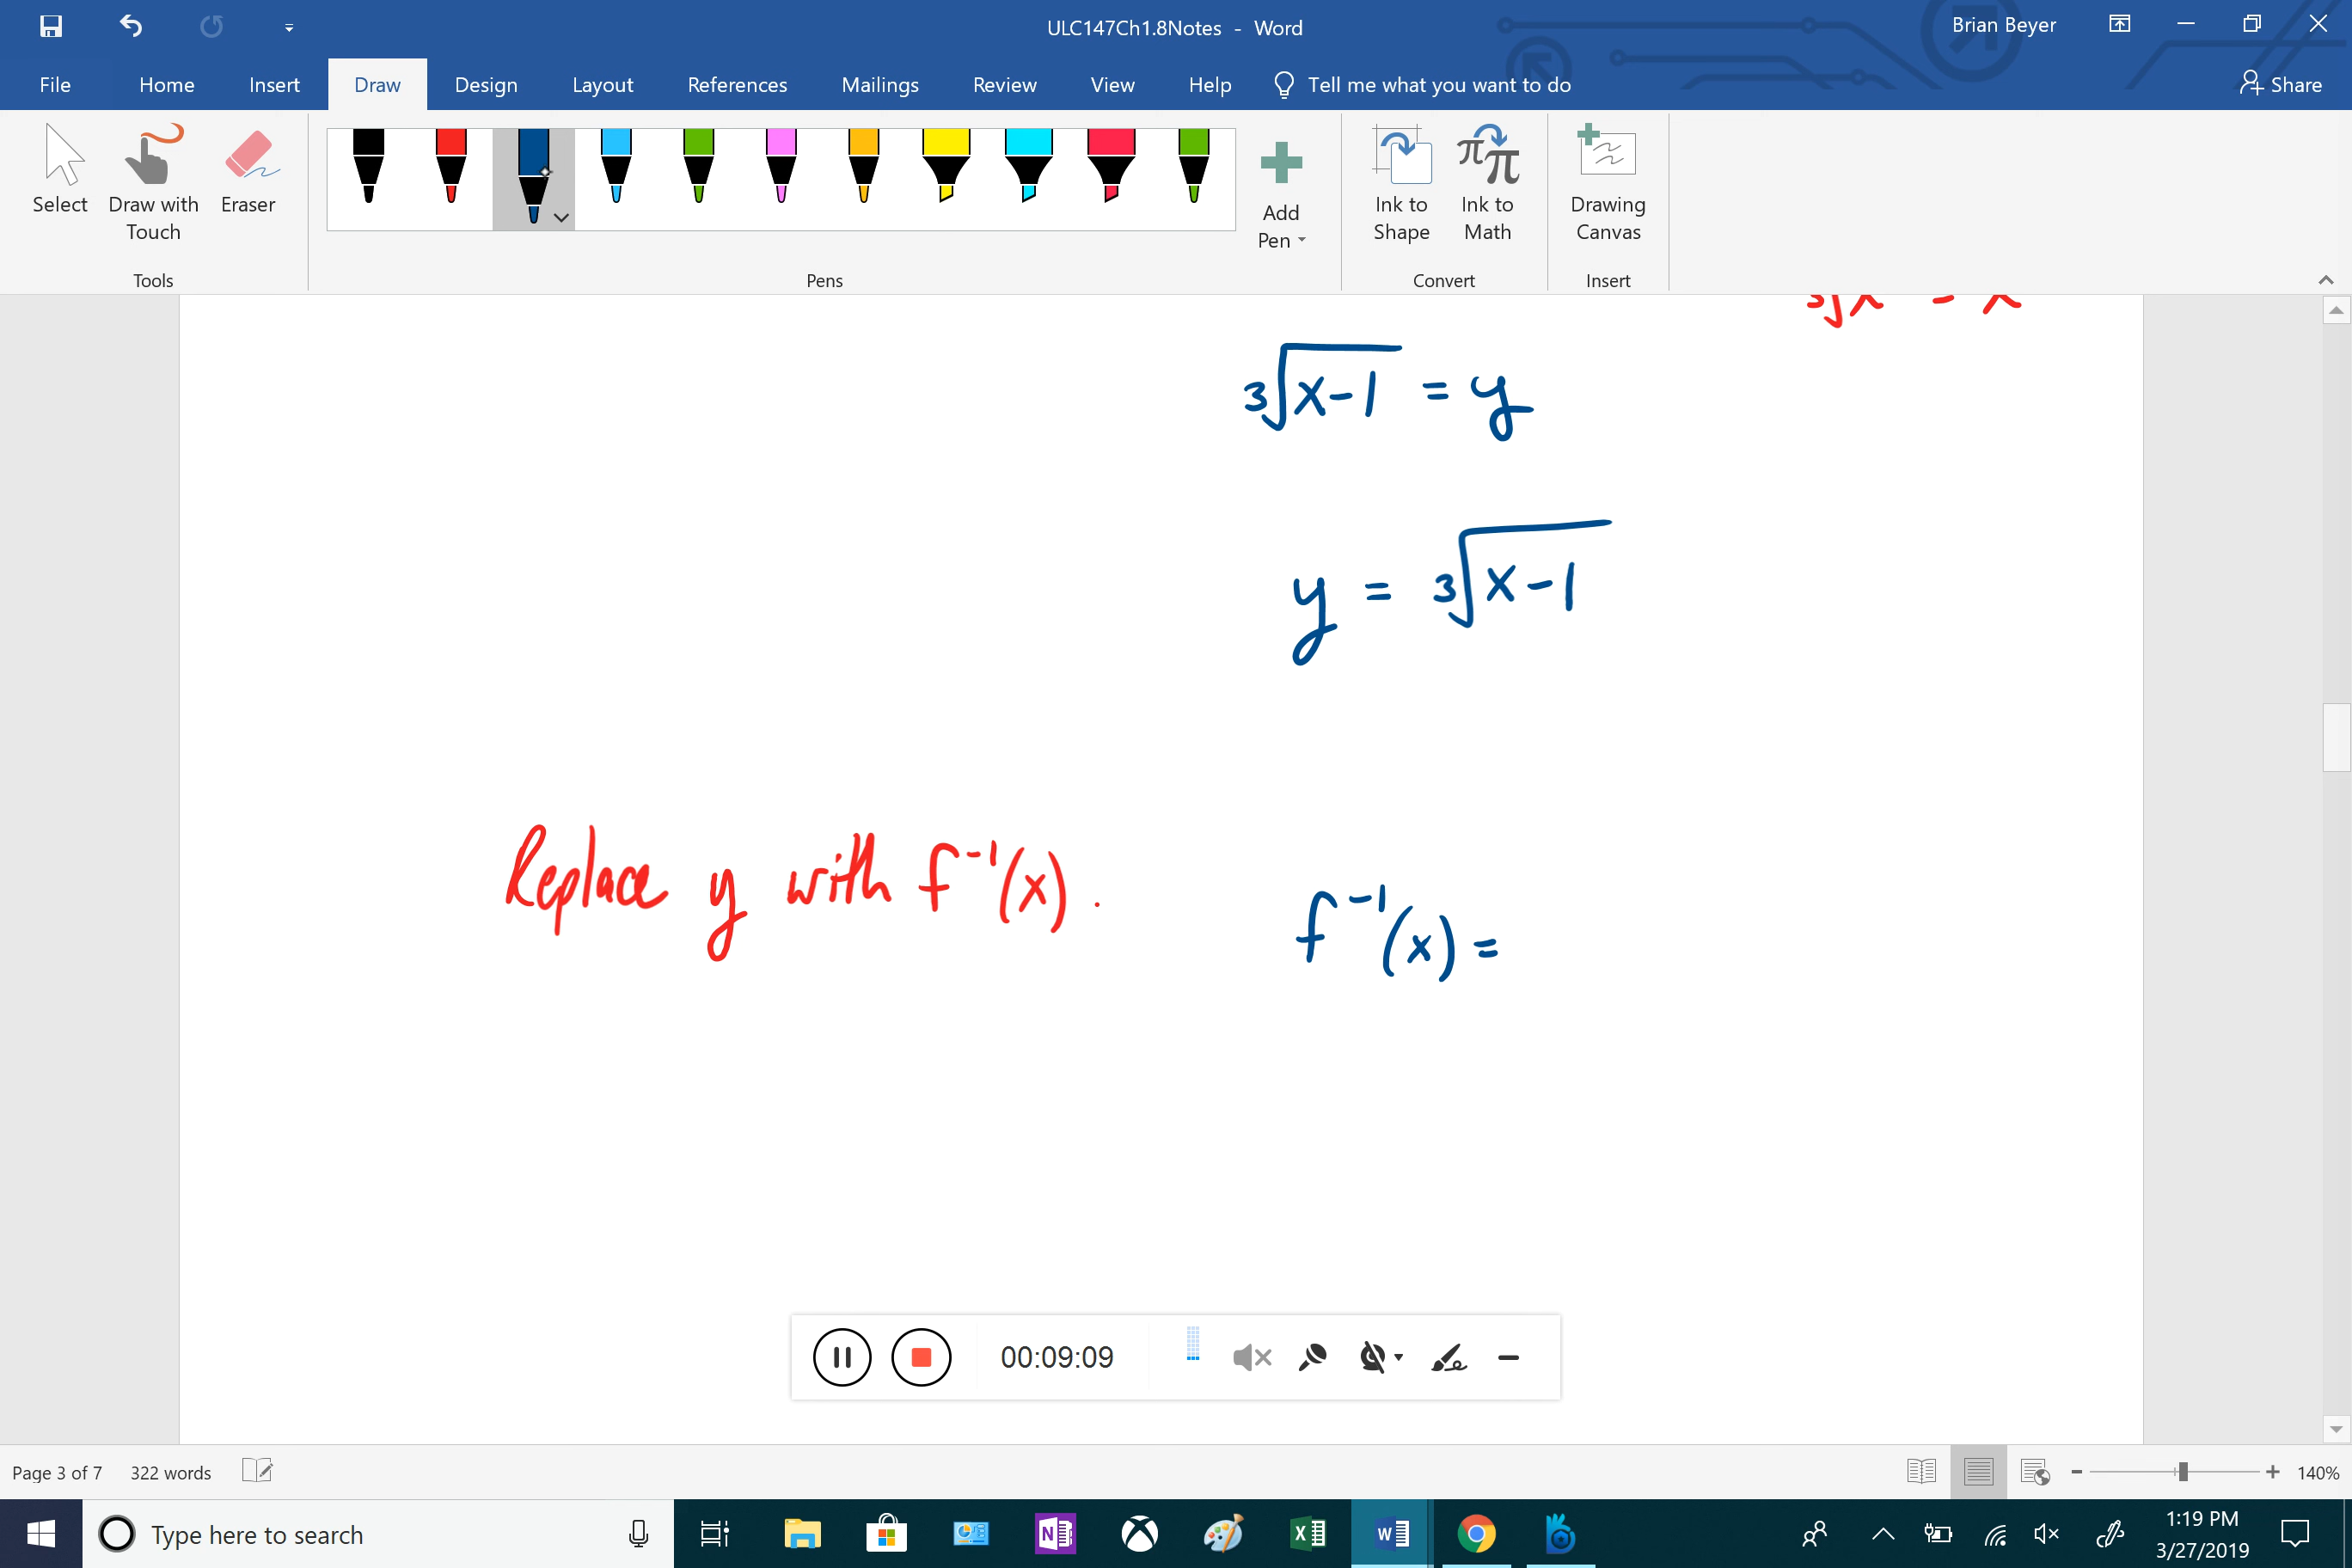 ULC147Ch1.8Notes - Word
Brian Beyer
File Home Insert Draw Design Layout References Mailings Review View Help Tell me what you want to do Share
Select Draw with Touch Eraser
Add Pen
Ink to Shape Ink to Math
Drawing Canvas
Tools Pens Convert Insert
³√x = x
³√x-1 = y
y = ³√x-1
Replace y with f⁻¹(x).
f⁻¹(x) =
00:09:09
Page 3 of 7 322 words
140%
Type here to search
1:19 PM
3/27/2019